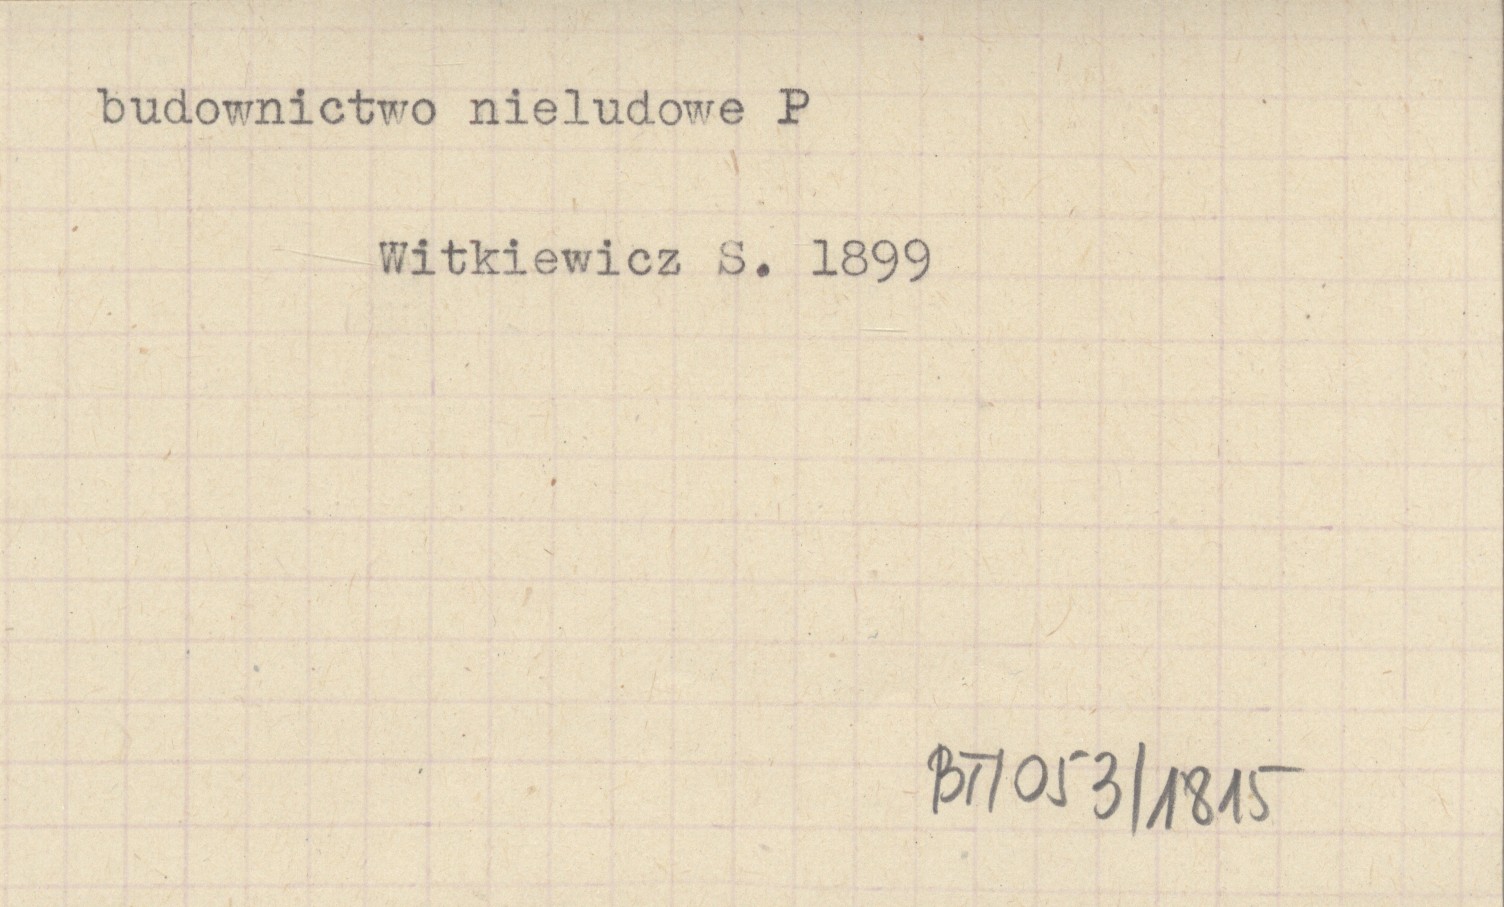 budownictwo nieludowe P
Witkiewicz S. 1899
BT/053/1815